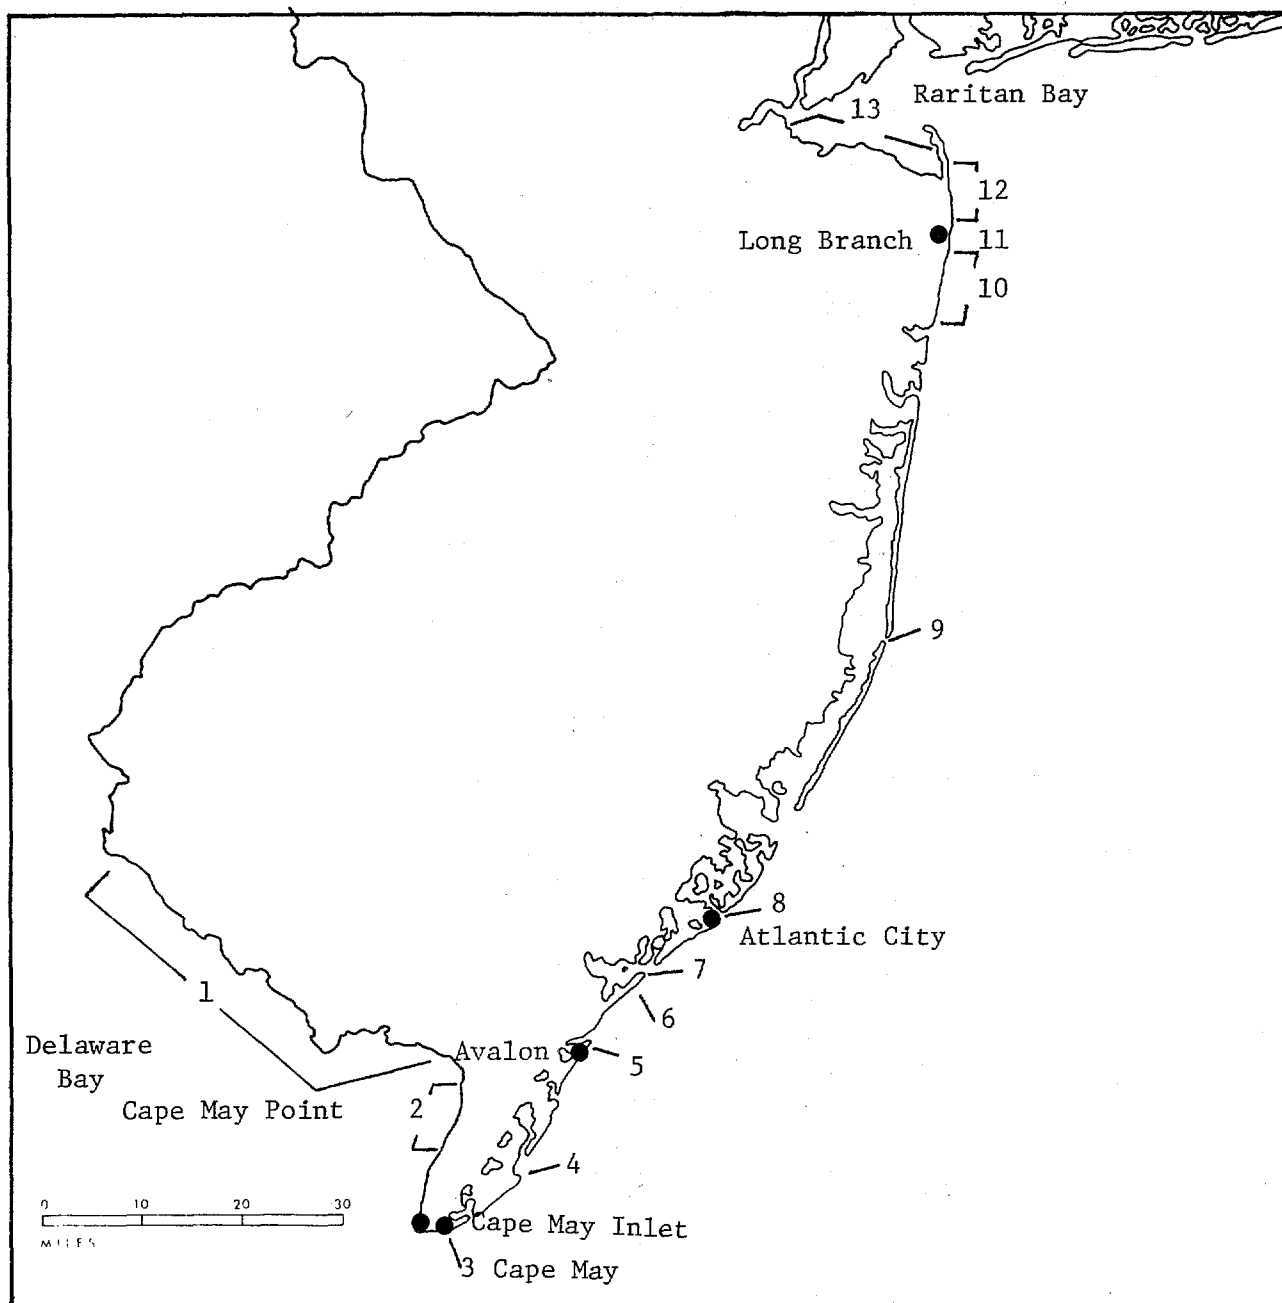 Raritan Bay
13
12
Long Branch
11
10
9
8
Atlantic City
7
6
1
Delaware
Bay
Avalon
5
Cape May Point
2
4
0 10 20 30
MILES
Cape May Inlet
3 Cape May